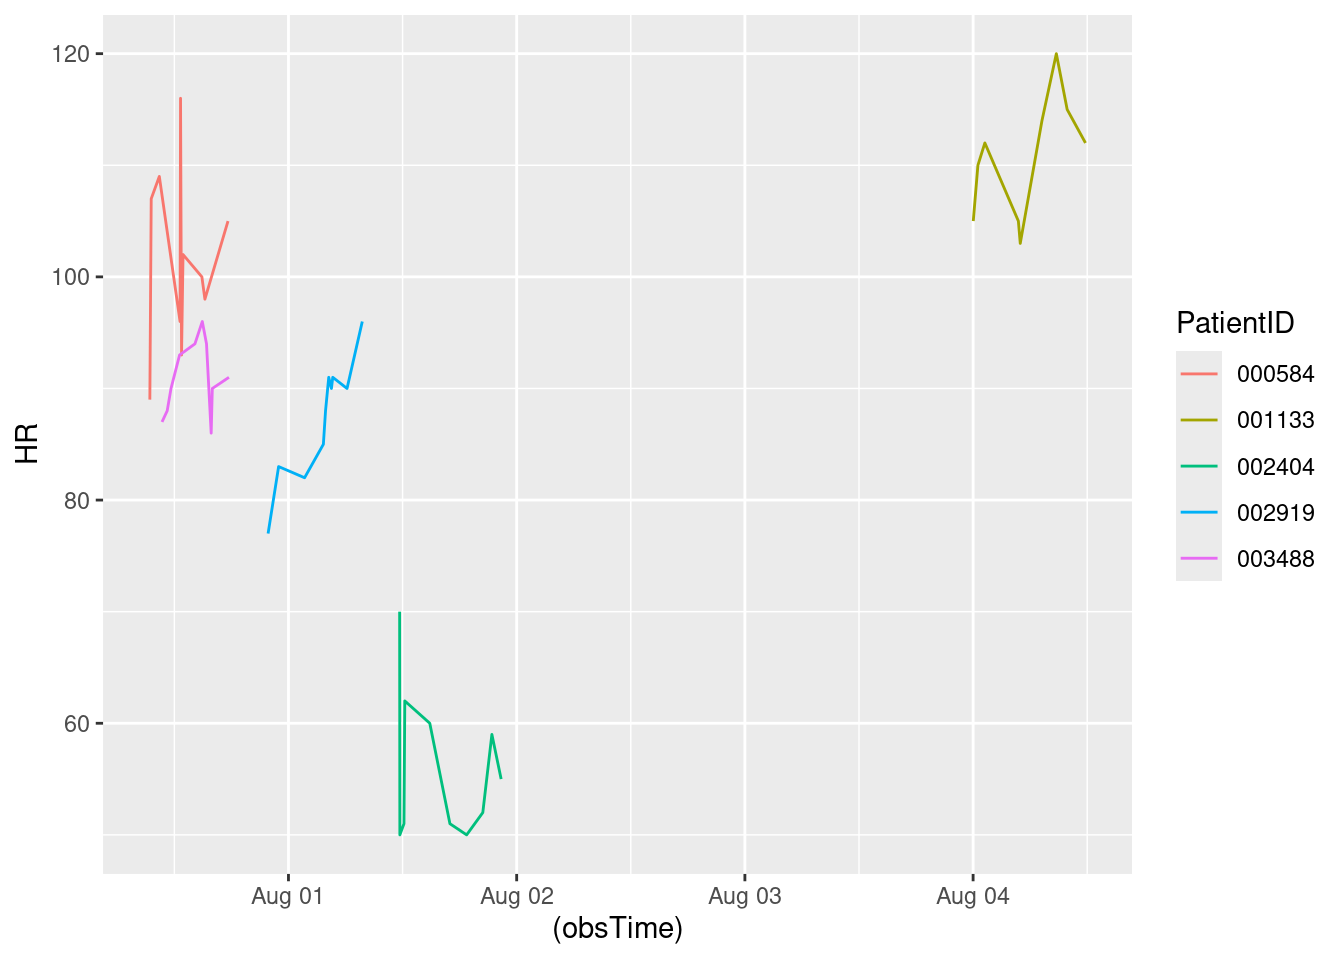 120
100
80
60
HR
Aug 01
Aug 02
Aug 03
Aug 04
(obsTime)
PatientID
000584
001133
002404
002919
003488